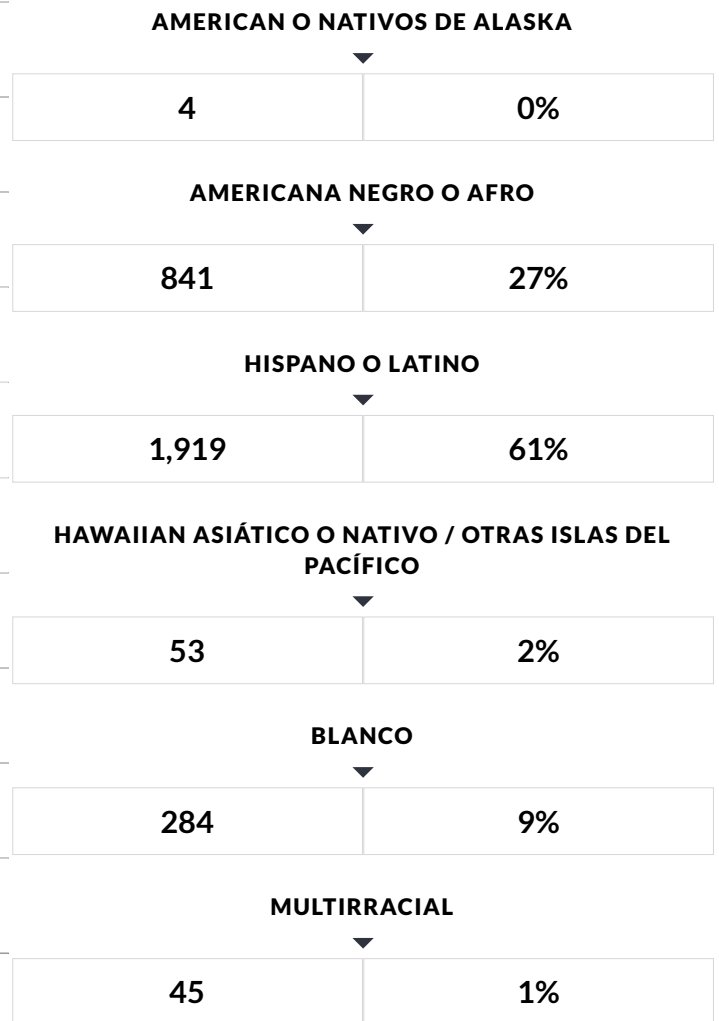 AMERICAN O NATIVOS DE ALASKA
4 0%
AMERICANA NEGRO O AFRO
841 27%
HISPANO O LATINO
1,919 61%
HAWAIIAN ASIÁTICO O NATIVO / OTRAS ISLAS DEL
PACÍFICO
53 2%
BLANCO
284 9%
MULTIRRACIAL
45 1%